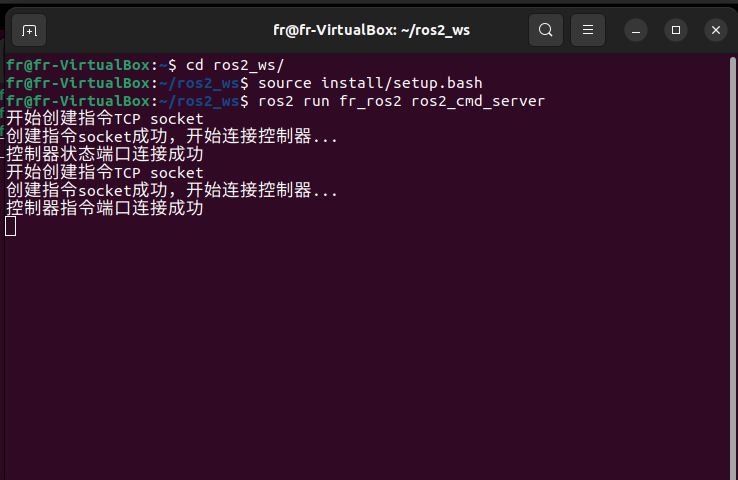 fr@fr-VirtualBox: ~/ros2_ws
fr@fr-VirtualBox:~$ cd ros2_ws/
fr@fr-VirtualBox:~/ros2_ws$ source install/setup.bash
fr@fr-VirtualBox:~/ros2_ws$ ros2 run fr_ros2 ros2_cmd_server
开始创建指令TCP socket
创建指令socket成功，开始连接控制器...
控制器状态端口连接成功
开始创建指令TCP socket
创建指令socket成功，开始连接控制器...
控制器指令端口连接成功